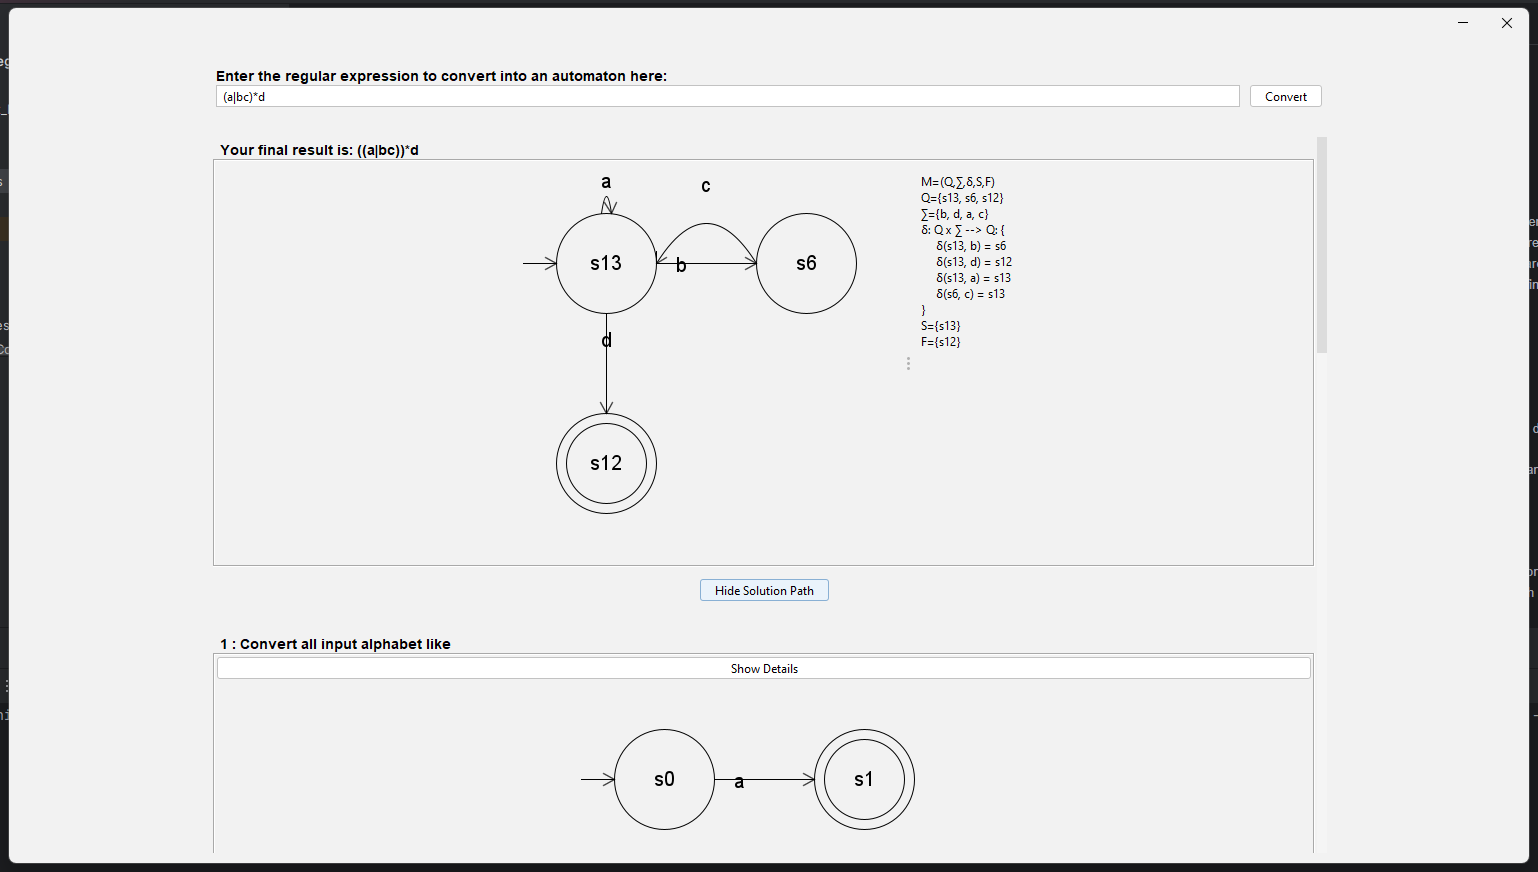 Enter the regular expression to convert into an automaton here:
(a|bc)*d
Convert
Your final result is: ((a|bc))*d
a
c
s13
b
s6
d
s12
M=(Q,∑,δ,S,F)
Q={s13, s6, s12}
∑={b, d, a, c}
δ: Q x ∑ --> Q: {
δ(s13, b) = s6
δ(s13, d) = s12
δ(s13, a) = s13
δ(s6, c) = s13
}
S={s13}
F={s12}
Hide Solution Path
1 : Convert all input alphabet like
Show Details
s0
a
s1